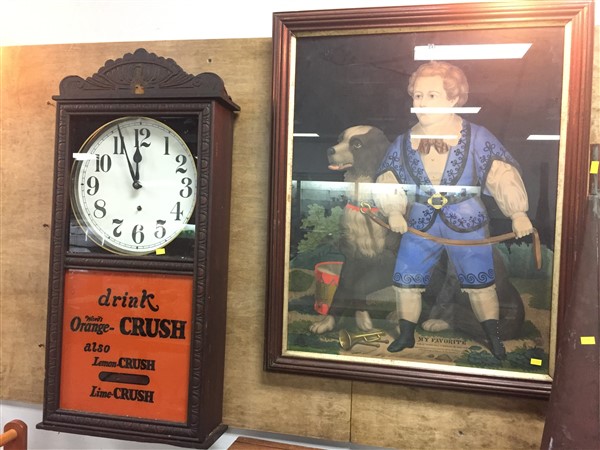 12
1
2
3
4
5
6
7
8
9
10
11
drink
Ward's
Orange- CRUSH
also
Lemon-CRUSH
Lime-CRUSH
MY FAVORITE